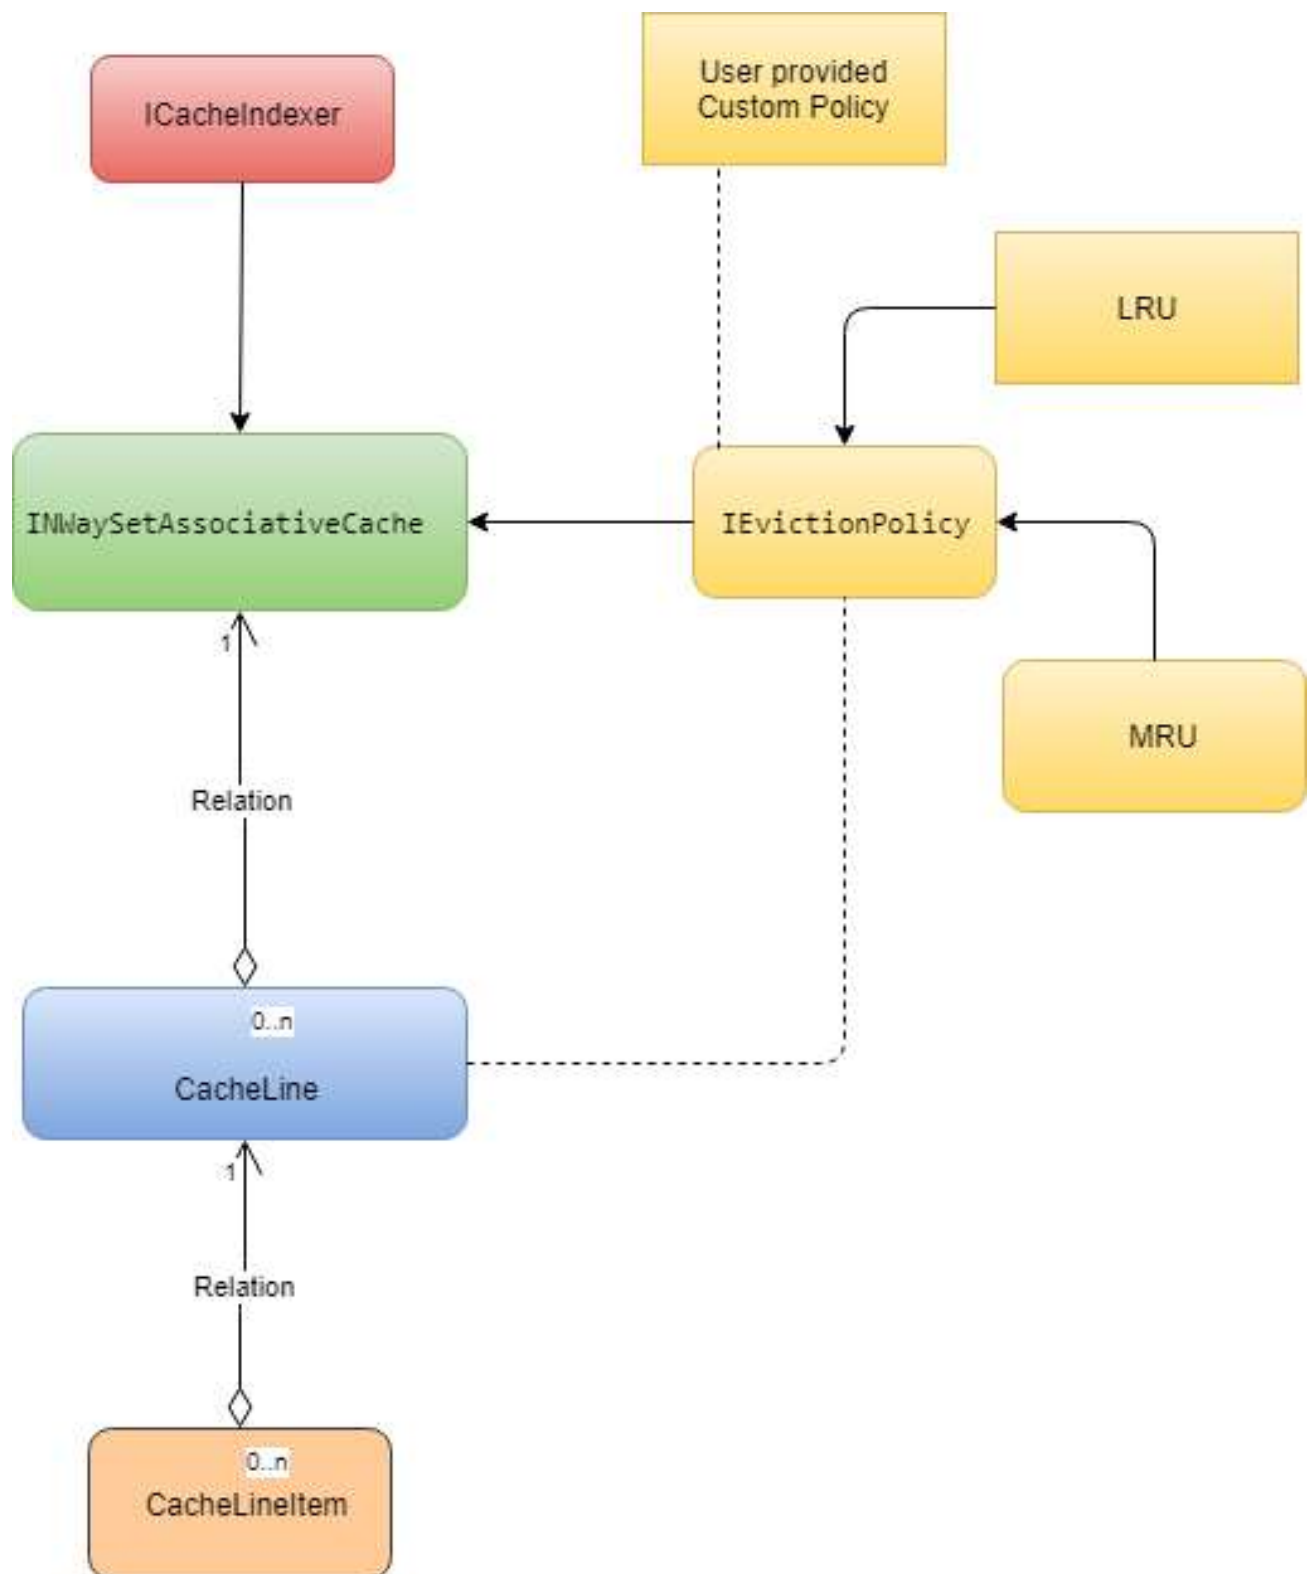 User provided
Custom Policy
ICacheIndexer
LRU
INWaySetAssociativeCache
IEvictionPolicy
1
MRU
Relation
0..n
CacheLine
1
Relation
0..n
CacheLineItem